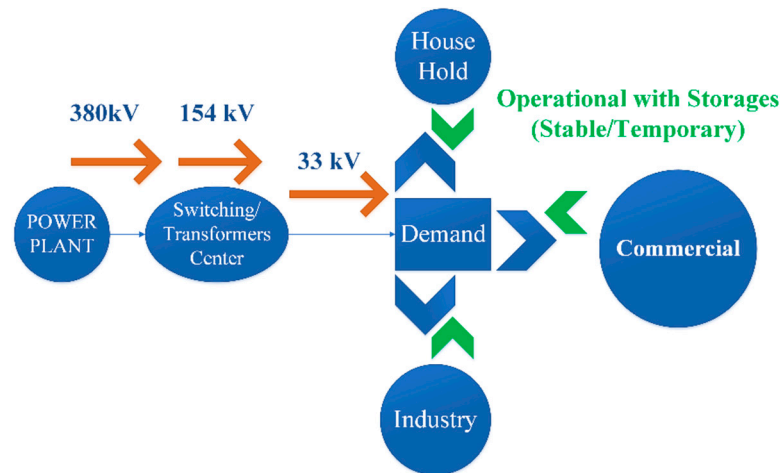 House
Hold
Operational with Storages
(Stable/Temporary)
380kV
154 kV
33 kV
POWER
PLANT
Switching/
Transformers
Center
Demand
Commercial
Industry